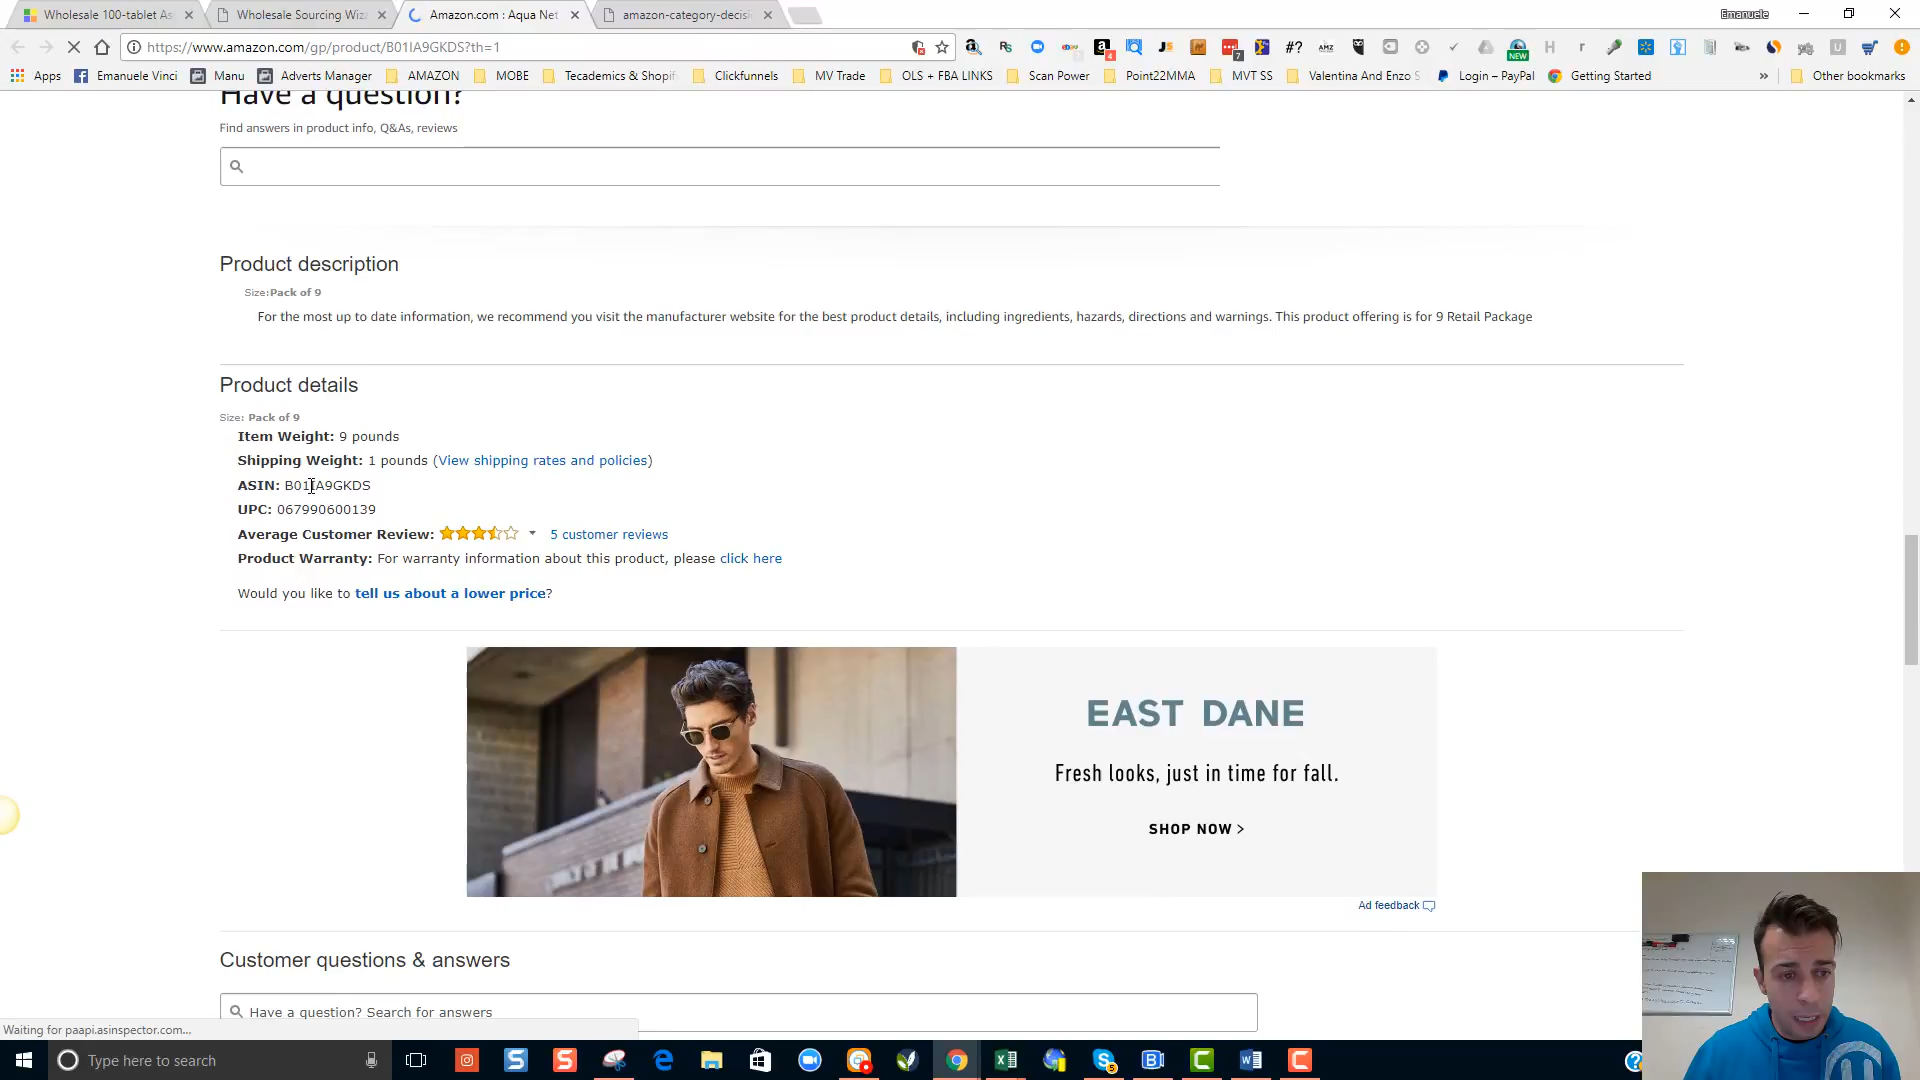 Wholesale 100-tablet As
Wholesale Sourcing Wiz
Amazon.com : Aqua Net
amazon-category-decisi
Emanuele
https://www.amazon.com/gp/product/B01IA9GKDS?th=1
Apps
Emanuele Vinci
Manu
Adverts Manager
AMAZON
MOBE
Tecademics & Shopif
Clickfunnels
MV Trade
OLS + FBA LINKS
Scan Power
Point22MMA
MVT SS
Valentina And Enzo S
Login – PayPal
Getting Started
Other bookmarks
Have a question?
Find answers in product info, Q&As, reviews
Product description
Size:Pack of 9
For the most up to date information, we recommend you visit the manufacturer website for the best product details, including ingredients, hazards, directions and warnings. This product offering is for 9 Retail Package
Product details
Size: Pack of 9
Item Weight: 9 pounds
Shipping Weight: 1 pounds (View shipping rates and policies)
ASIN: B01IA9GKDS
UPC: 067990600139
Average Customer Review: 5 customer reviews
Product Warranty: For warranty information about this product, please click here
Would you like to tell us about a lower price?
EAST DANE
Fresh looks, just in time for fall.
SHOP NOW >
Ad feedback
Customer questions & answers
Have a question? Search for answers
Waiting for paapi.asinspector.com...
Type here to search